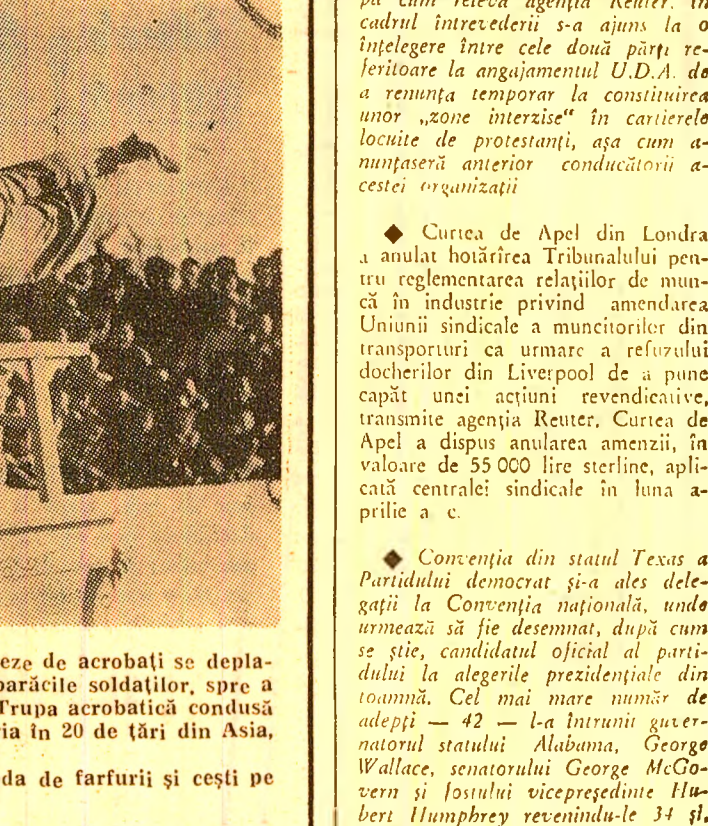 eze de acrobați se depla-
parăcile soldaților, spre a
Trupa acrobatică condusă
ia în 20 de țări din Asia,
da de farfurii și cești pe
pă cum relevă agenția Reuter, în
cadrul întrevederii s-a ajuns la o
înțelegere între cele două părți re-
feritoare la angajamentul U.D.A. de
a renunța temporar la constituirea
unor „zone interzise“ în cartierele
locuite de protestanți, așa cum a-
nunțaseră anterior conducătorii a-
cestei organizații
◆ Curtea de Apel din Londra
a anulat hotărîrea Tribunalului pen-
tru reglementarea relațiilor de mun-
că în industrie privind amendarea
Uniunii sindicale a muncitorilor din
transporturi ca urmare a refuzului
docherilor din Liverpool de a pune
capăt unei acțiuni revendicative,
transmite agenția Reuter. Curtea de
Apel a dispus anularea amenzii, în
valoare de 55 000 lire sterline, apli-
cată centralei sindicale în luna a-
prilie a c.
◆ Convenția din statul Texas a
Partidului democrat și-a ales dele-
gații la Convenția națională, unde
urmează să fie desemnat, după cum
se știe, candidatul oficial al parti-
dului la alegerile prezidențiale din
toamnă. Cel mai mare număr de
adepți — 42 — l-a întrunit guver-
natorul statului Alabama, George
Wallace, senatorului George McGo-
vern și fostului vicepreședinte Hu-
bert Humphrey revenindu-le 34 și,